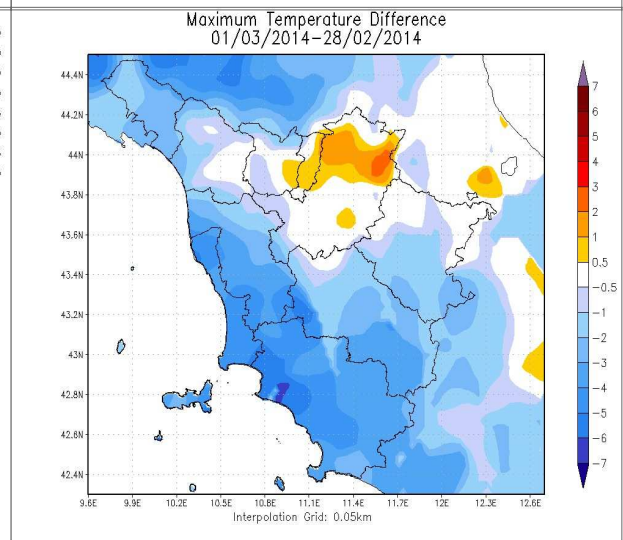 Maximum Temperature Difference
01/03/2014-28/02/2014
44.4N
44.2N
44N
43.8N
43.6N
43.4N
43.2N
43N
42.8N
42.6N
42.4N
9.6E 9.9E 10.2E 10.5E 10.8E 11.1E 11.4E 11.7E 12E 12.3E 12.6E
Interpolation Grid: 0.05km
7
6
5
4
3
2
1
0.5
-0.5
-1
-2
-3
-4
-5
-6
-7